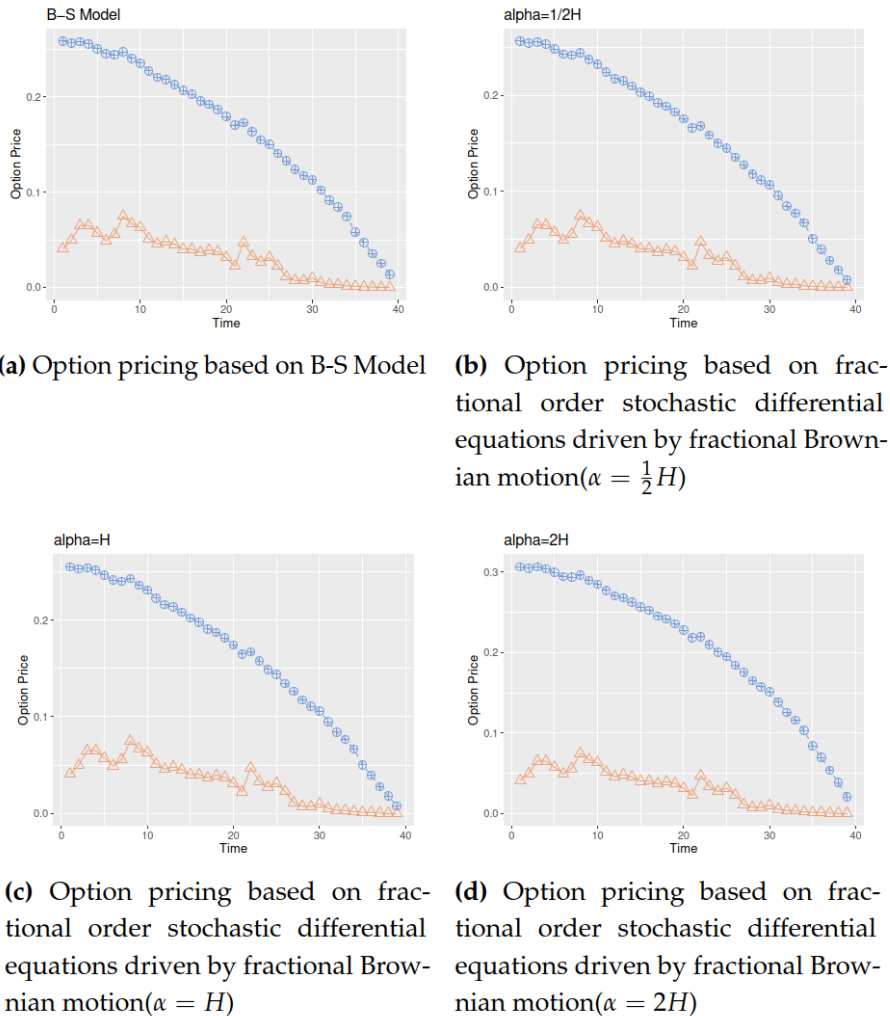 B–S Model
Option Price
0.2
0.1
0.0
0
10
20
30
40
Time
alpha=1/2H
Option Price
0.2
0.1
0.0
0
10
20
30
40
Time
(a) Option pricing based on B-S Model
(b) Option pricing based on frac-
tional order stochastic differential
equations driven by fractional Brown-
ian motion(α = 1/2 H)
alpha=H
Option Price
0.2
0.1
0.0
0
10
20
30
40
Time
alpha=2H
Option Price
0.3
0.2
0.1
0.0
0
10
20
30
40
Time
(c) Option pricing based on frac-
tional order stochastic differential
equations driven by fractional Brow-
nian motion(α = H)
(d) Option pricing based on frac-
tional order stochastic differential
equations driven by fractional Brow-
nian motion(α = 2H)